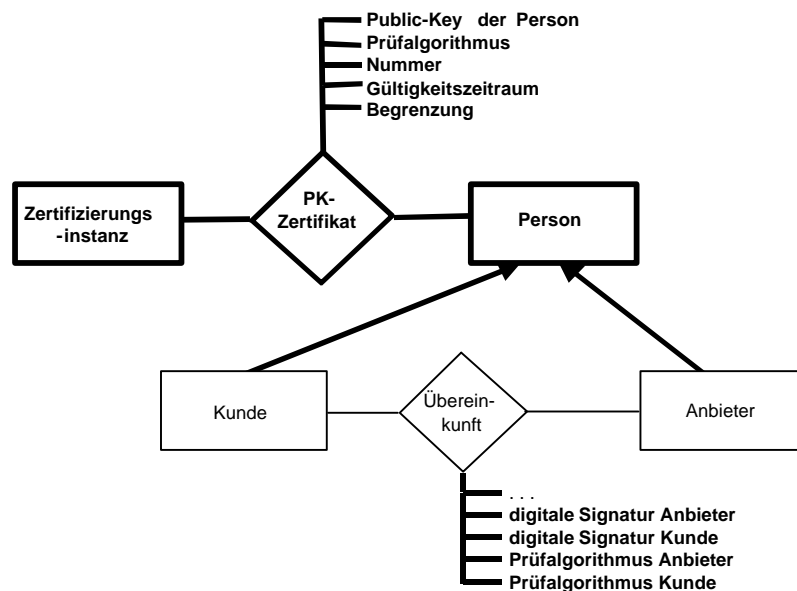 Public-Key der Person
Prüfalgorithmus
Nummer
Gültigkeitszeitraum
Begrenzung
Zertifizierungs
-instanz
PK-
Zertifikat
Person
Kunde
Überein-
kunft
Anbieter
. . .
digitale Signatur Anbieter
digitale Signatur Kunde
Prüfalgorithmus Anbieter
Prüfalgorithmus Kunde